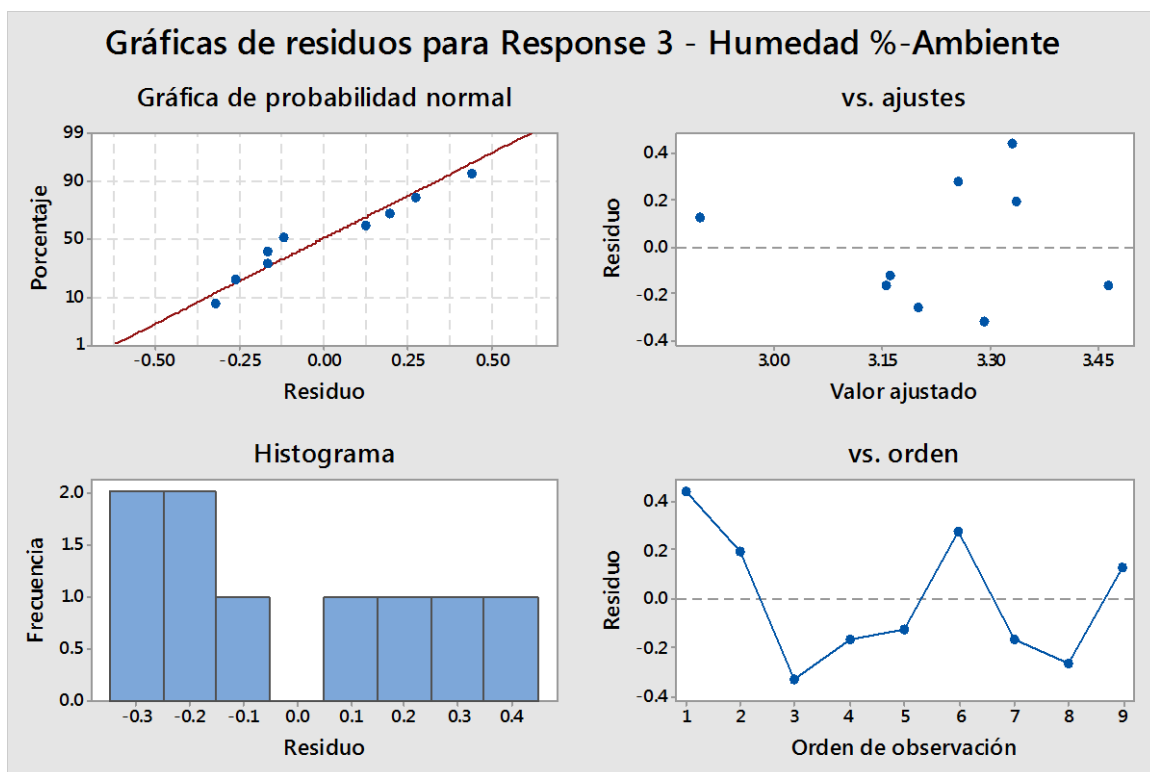 Gráficas de residuos para Response 3 - Humedad %-Ambiente
Gráfica de probabilidad normal
99
90
50
10
1
Porcentaje
-0.50 -0.25 0.00 0.25 0.50
Residuo
vs. ajustes
0.4
0.2
0.0
-0.2
-0.4
Residuo
3.00 3.15 3.30 3.45
Valor ajustado
Histograma
2.0
1.5
1.0
0.5
0.0
Frecuencia
-0.3 -0.2 -0.1 0.0 0.1 0.2 0.3 0.4
Residuo
vs. orden
0.4
0.2
0.0
-0.2
-0.4
Residuo
1 2 3 4 5 6 7 8 9
Orden de observación